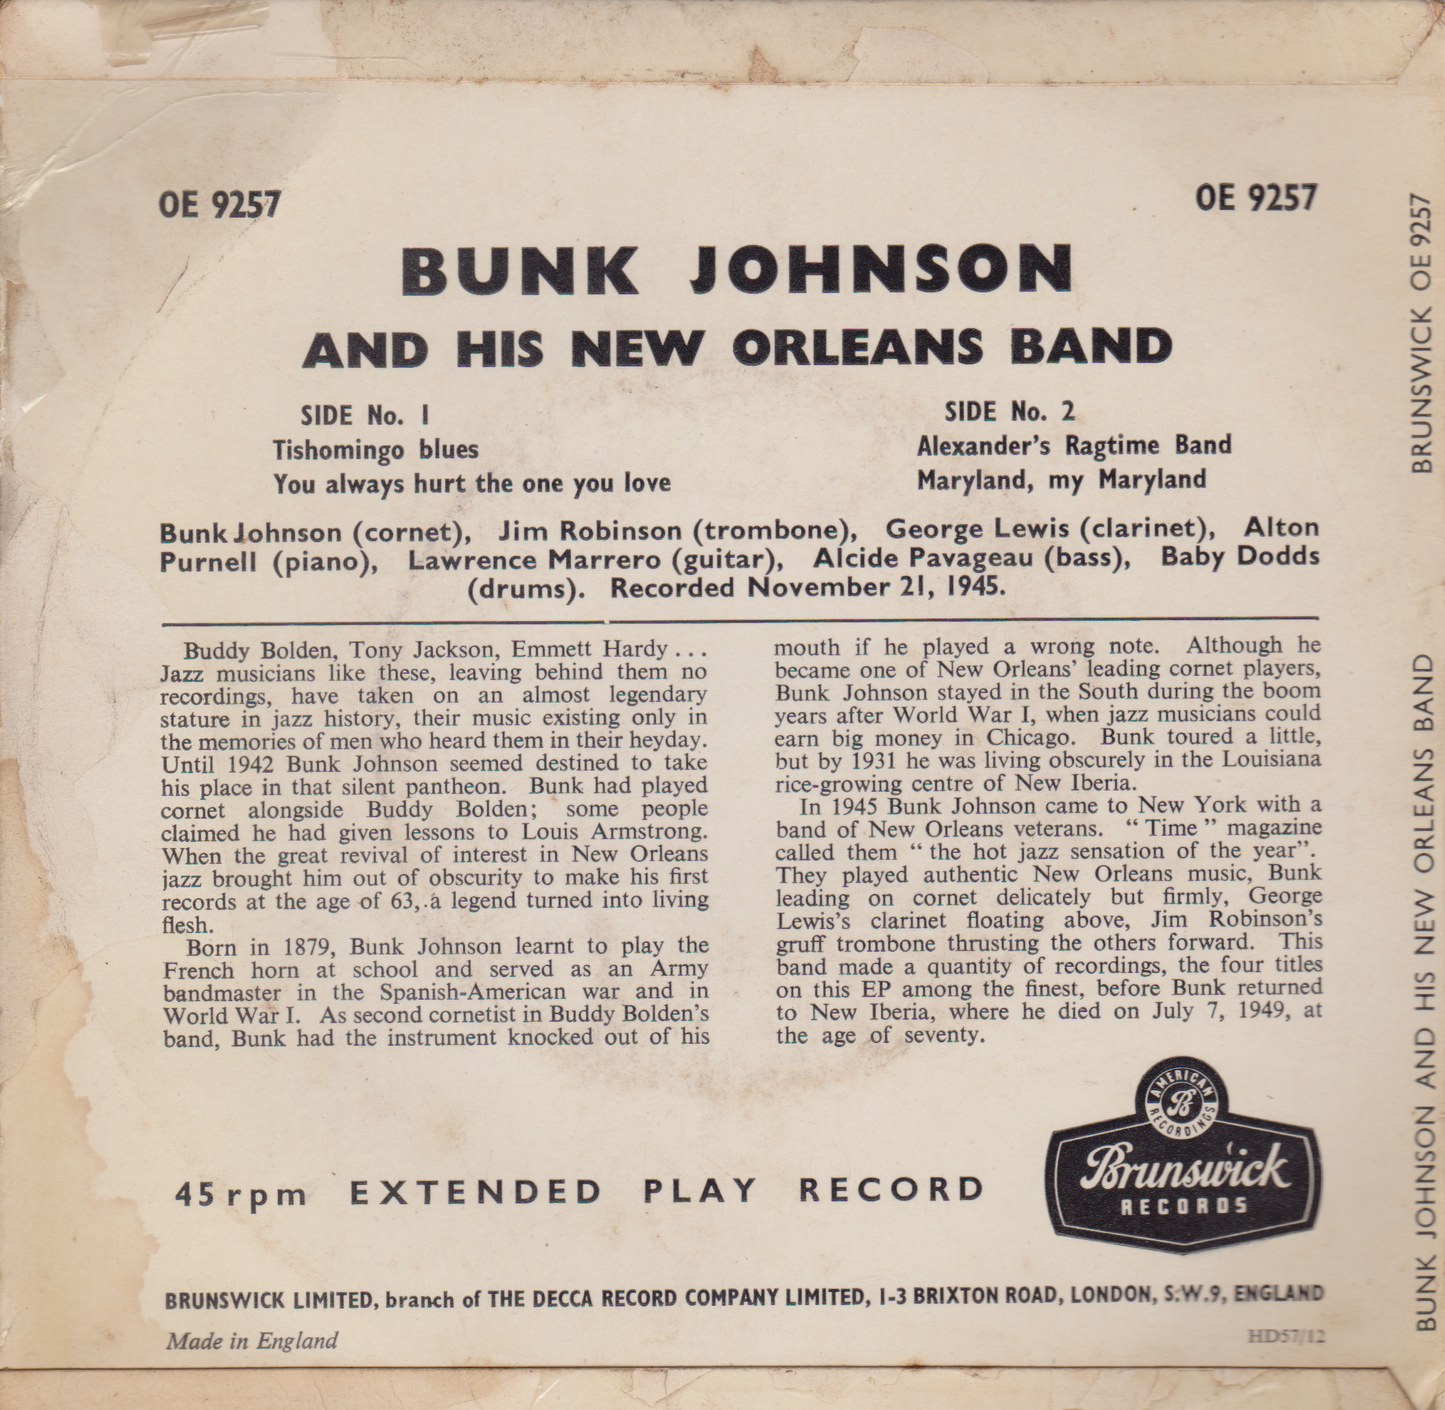 OE 9257
OE 9257
BUNK JOHNSON
AND HIS NEW ORLEANS BAND
SIDE No. 1
Tishomingo blues
You always hurt the one you love
SIDE No. 2
Alexander's Ragtime Band
Maryland, my Maryland
Bunk Johnson (cornet), Jim Robinson (trombone), George Lewis (clarinet), Alton
Purnell (piano), Lawrence Marrero (guitar), Alcide Pavageau (bass), Baby Dodds
(drums). Recorded November 21, 1945.
Buddy Bolden, Tony Jackson, Emmett Hardy . . .
Jazz musicians like these, leaving behind them no
recordings, have taken on an almost legendary
stature in jazz history, their music existing only in
the memories of men who heard them in their heyday.
Until 1942 Bunk Johnson seemed destined to take
his place in that silent pantheon. Bunk had played
cornet alongside Buddy Bolden; some people
claimed he had given lessons to Louis Armstrong.
When the great revival of interest in New Orleans
jazz brought him out of obscurity to make his first
records at the age of 63, a legend turned into living
flesh.
Born in 1879, Bunk Johnson learnt to play the
French horn at school and served as an Army
bandmaster in the Spanish-American war and in
World War I. As second cornetist in Buddy Bolden's
band, Bunk had the instrument knocked out of his
mouth if he played a wrong note. Although he
became one of New Orleans' leading cornet players,
Bunk Johnson stayed in the South during the boom
years after World War I, when jazz musicians could
earn big money in Chicago. Bunk toured a little,
but by 1931 he was living obscurely in the Louisiana
rice-growing centre of New Iberia.
In 1945 Bunk Johnson came to New York with a
band of New Orleans veterans. "Time" magazine
called them "the hot jazz sensation of the year".
They played authentic New Orleans music, Bunk
leading on cornet delicately but firmly, George
Lewis's clarinet floating above, Jim Robinson's
gruff trombone thrusting the others forward. This
band made a quantity of recordings, the four titles
on this EP among the finest, before Bunk returned
to New Iberia, where he died on July 7, 1949, at
the age of seventy.
AMERICAN
B
RECORDINGS
Brunswick
RECORDS
45 rpm EXTENDED PLAY RECORD
BRUNSWICK LIMITED, branch of THE DECCA RECORD COMPANY LIMITED, 1-3 BRIXTON ROAD, LONDON, S.W.9, ENGLAND
Made in England
HD57/12
BUNK JOHNSON AND HIS NEW ORLEANS BAND BRUNSWICK OE 9257